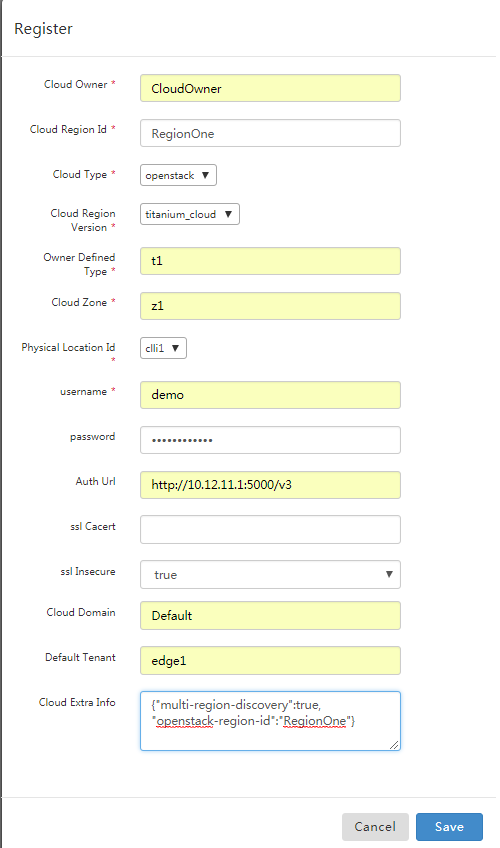 Register
Cloud Owner * CloudOwner
Cloud Region Id * RegionOne
Cloud Type * openstack ▼
Cloud Region
Version * titanium_cloud ▼
Owner Defined
Type * t1
Cloud Zone * z1
Physical Location Id
* clli1 ▼
username * demo
password ••••••••••••
Auth Url http://10.12.11.1:5000/v3
ssl Cacert
ssl Insecure true ▼
Cloud Domain Default
Default Tenant edge1
Cloud Extra Info {"multi-region-discovery":true,
"openstack-region-id":"RegionOne"}
Cancel Save